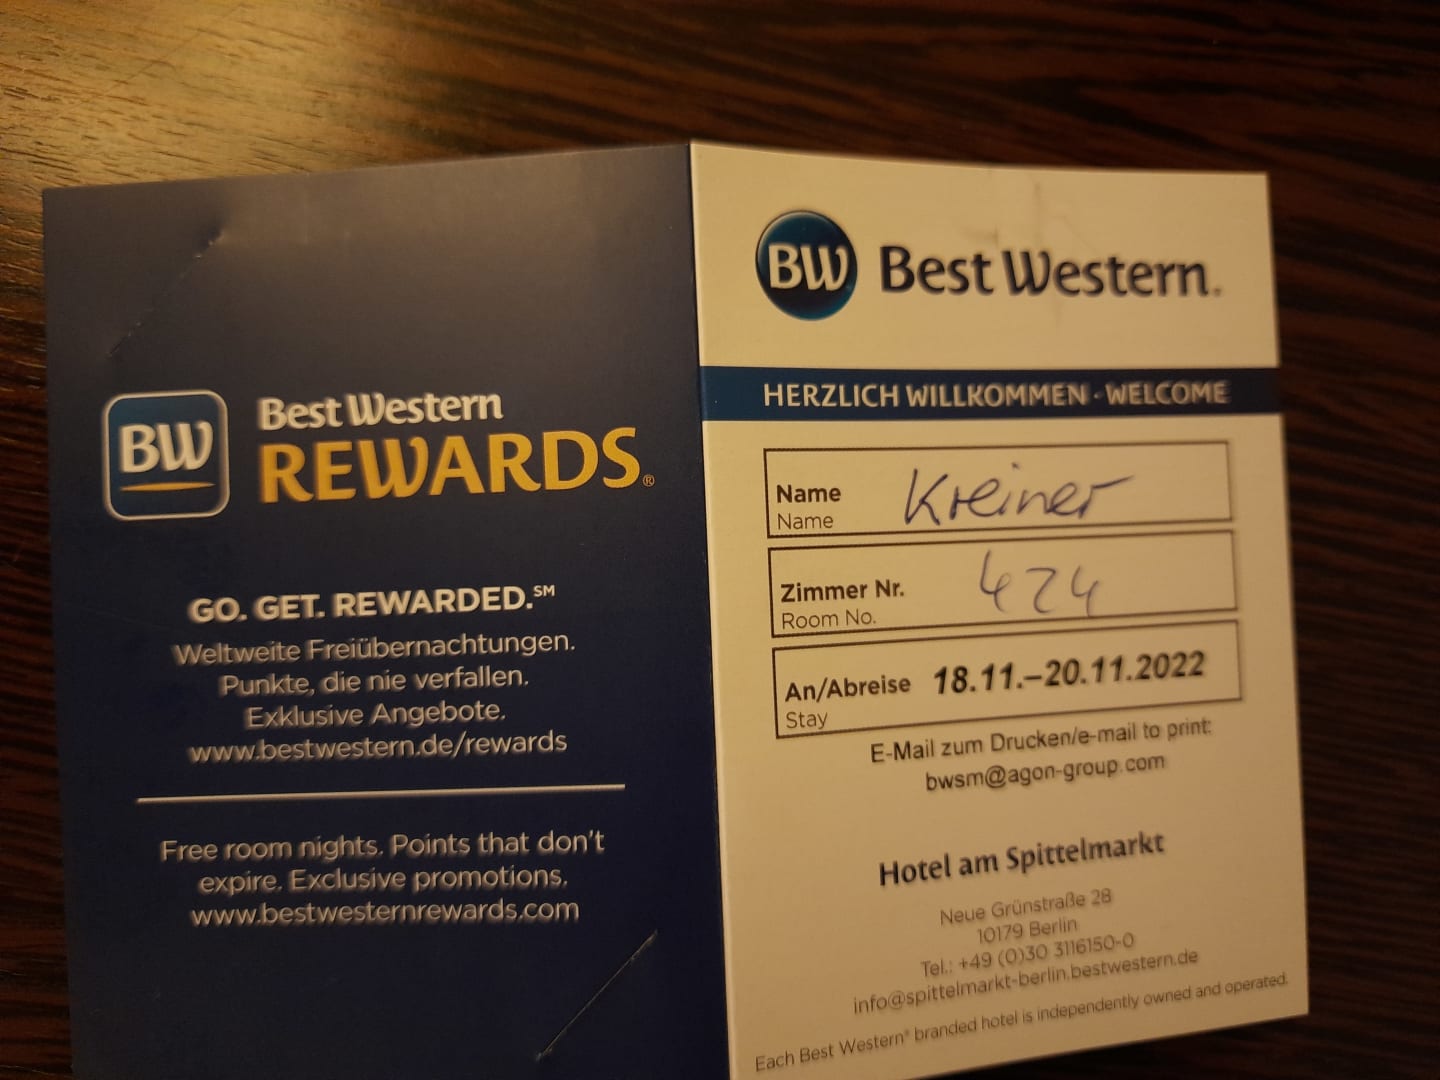 BW
Best Western
REWARDS®
GO. GET. REWARDED.℠
Weltweite Freiübernachtungen.
Punkte, die nie verfallen.
Exklusive Angebote.
www.bestwestern.de/rewards
Free room nights. Points that don't
expire. Exclusive promotions.
www.bestwesternrewards.com
BW Best Western®
HERZLICH WILLKOMMEN · WELCOME
Name Kreiner
Name
Zimmer Nr. 424
Room No.
An/Abreise 18.11.–20.11.2022
Stay
E-Mail zum Drucken/e-mail to print:
bwsm@agon-group.com
Hotel am Spittelmarkt
Neue Grünstraße 28
10179 Berlin
Tel.: +49 (0)30 3116150-0
info@spittelmarkt-berlin.bestwestern.de
Each Best Western® branded hotel is independently owned and operated.